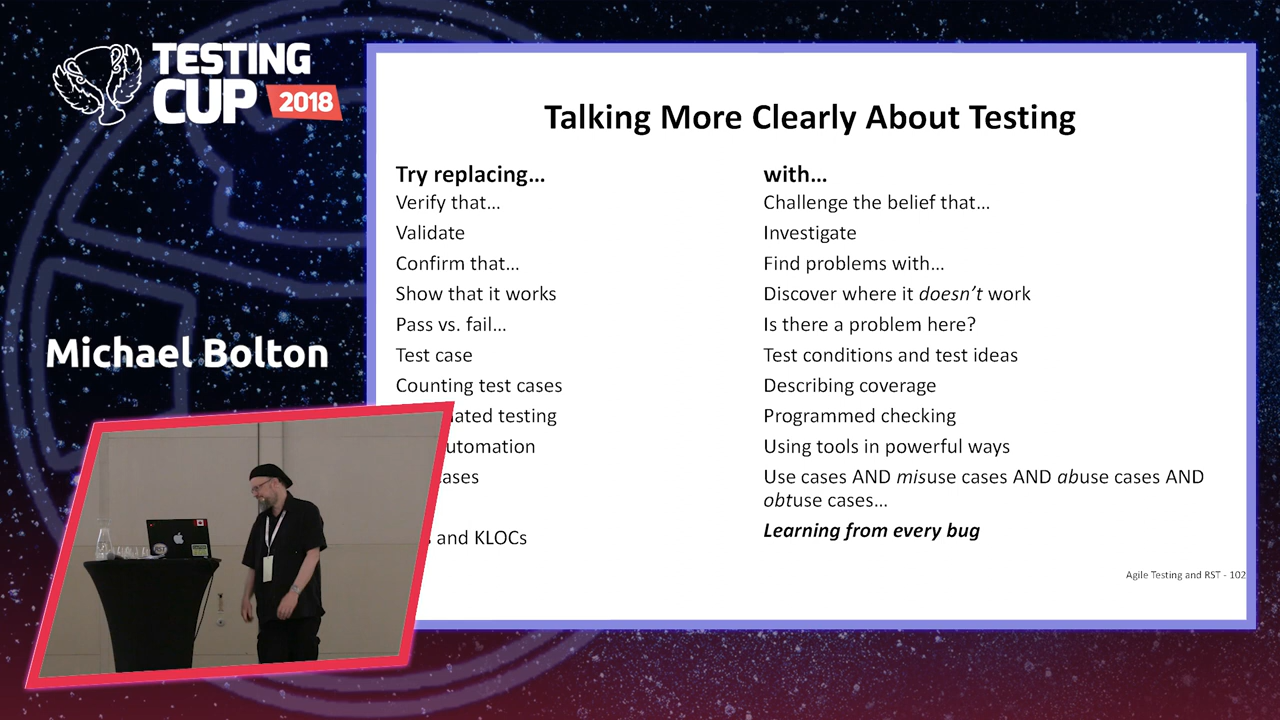 TESTING
CUP 2018
Michael Bolton
Talking More Clearly About Testing
Try replacing...
Verify that...
Validate
Confirm that...
Show that it works
Pass vs. fail...
Test case
Counting test cases
testing
cases
and KLOCs
with...
Challenge the belief that...
Investigate
Find problems with...
Discover where it doesn't work
Is there a problem here?
Test conditions and test ideas
Describing coverage
Programmed checking
Using tools in powerful ways
Use cases AND misuse cases AND abuse cases AND
obtuse cases...
Learning from every bug
Agile Testing and RST - 102